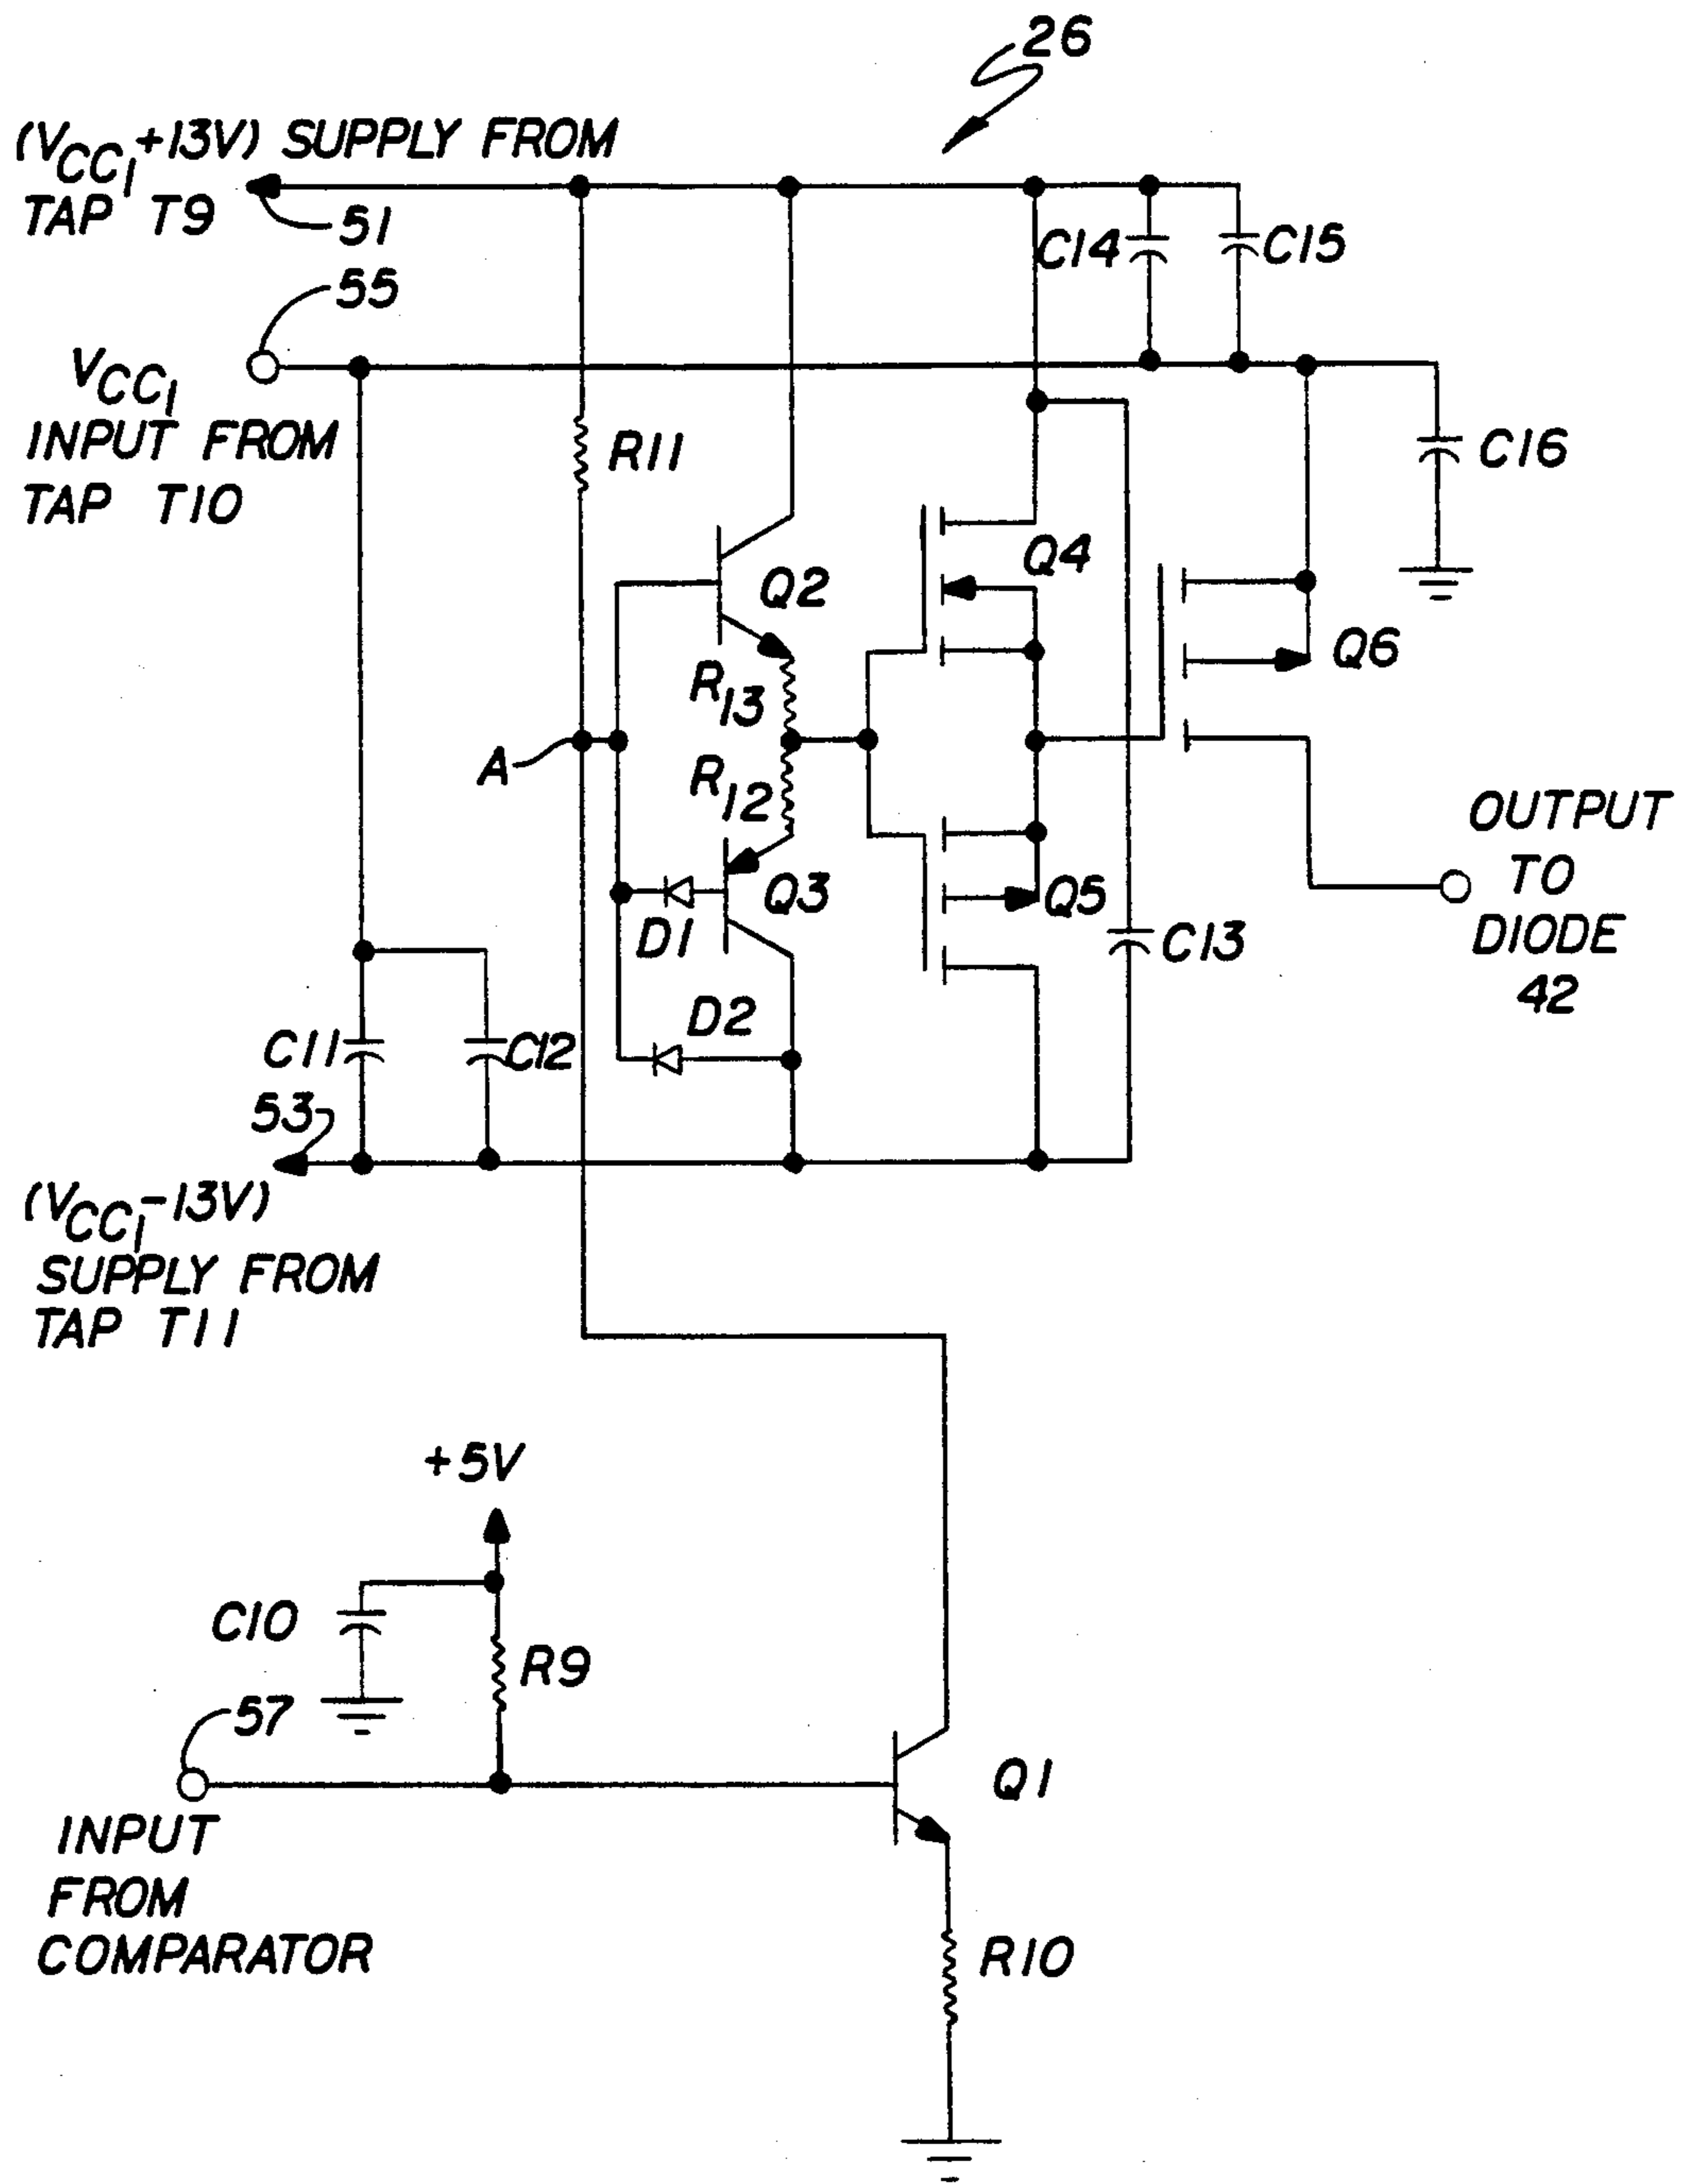 26
(VCC1+13V) SUPPLY FROM
TAP T9
51
C14
C15
55
VCC1
INPUT FROM
TAP T10
R11
C16
Q4
Q2
Q6
R13
A
R12
OUTPUT
TO
DIODE
42
Q3
Q5
D1
C13
D2
C11
C12
53
(VCC1-13V)
SUPPLY FROM
TAP T11
+5V
C10
R9
57
Q1
INPUT
FROM
COMPARATOR
R10